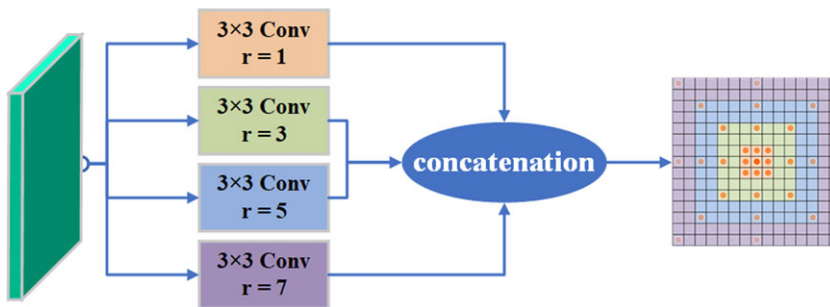 3×3 Conv
r = 1
3×3 Conv
r = 3
3×3 Conv
r = 5
3×3 Conv
r = 7
concatenation